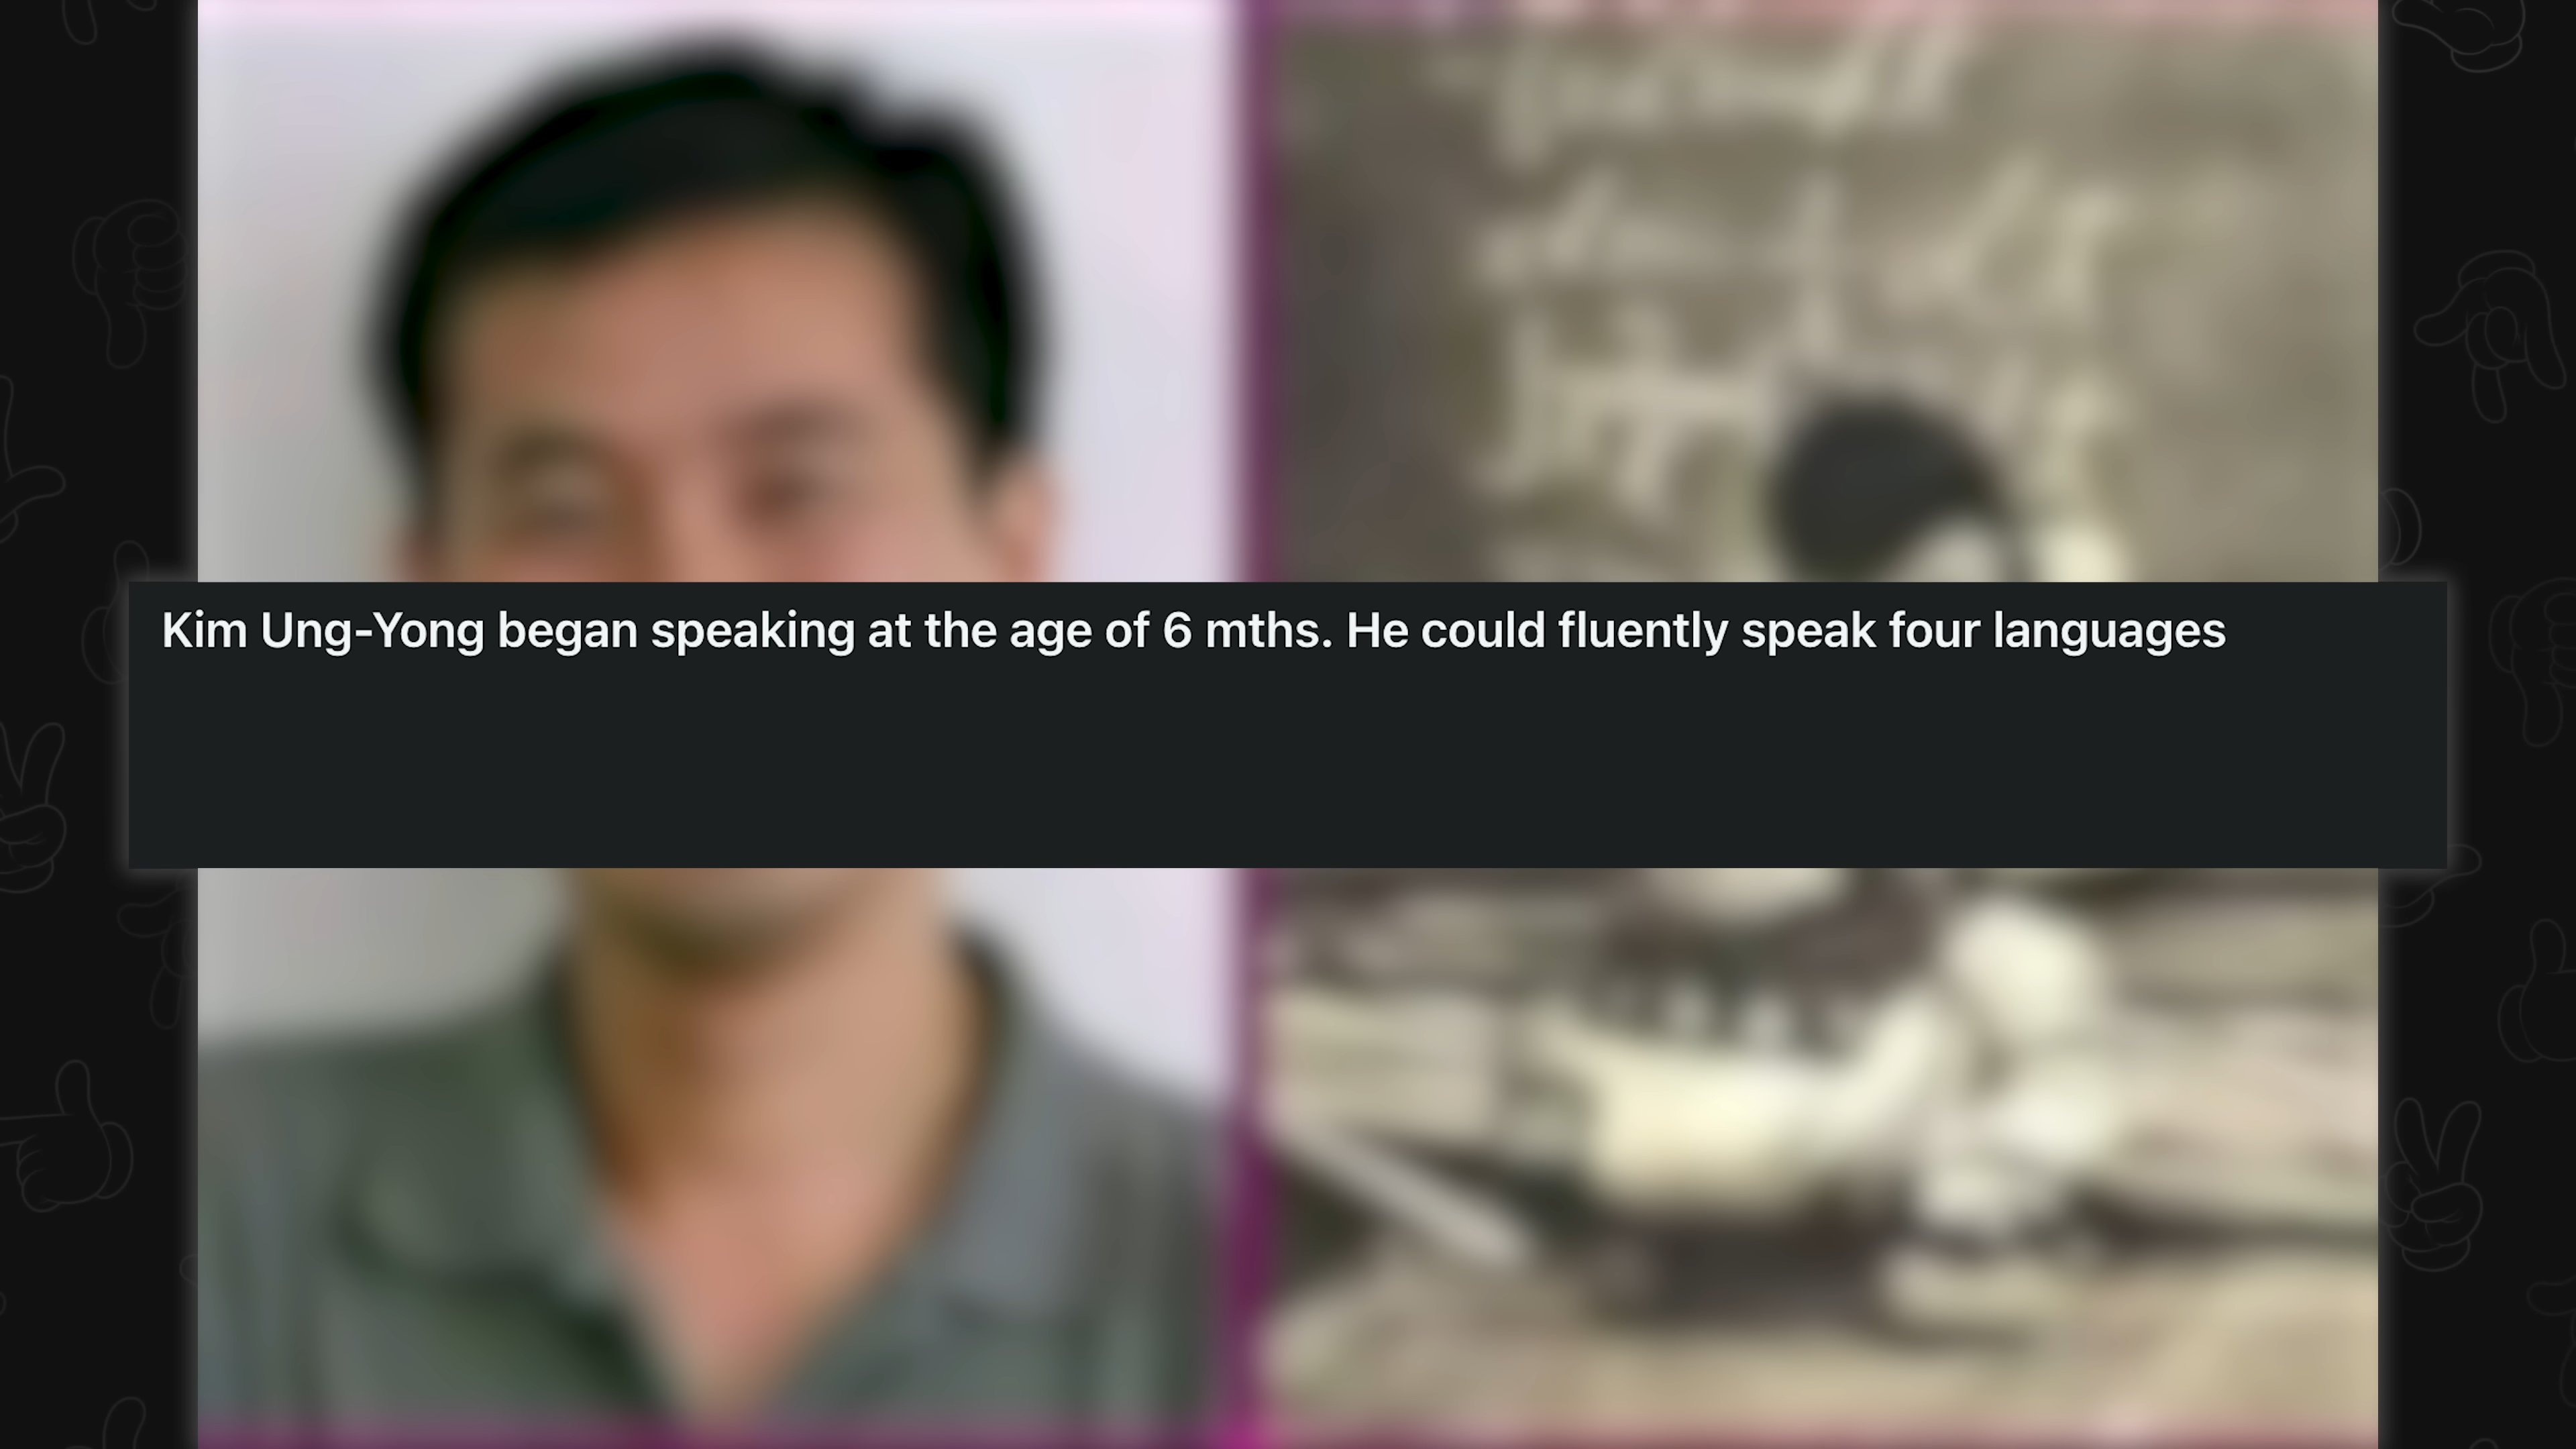 Kim Ung-Yong began speaking at the age of 6 mths. He could fluently speak four languages